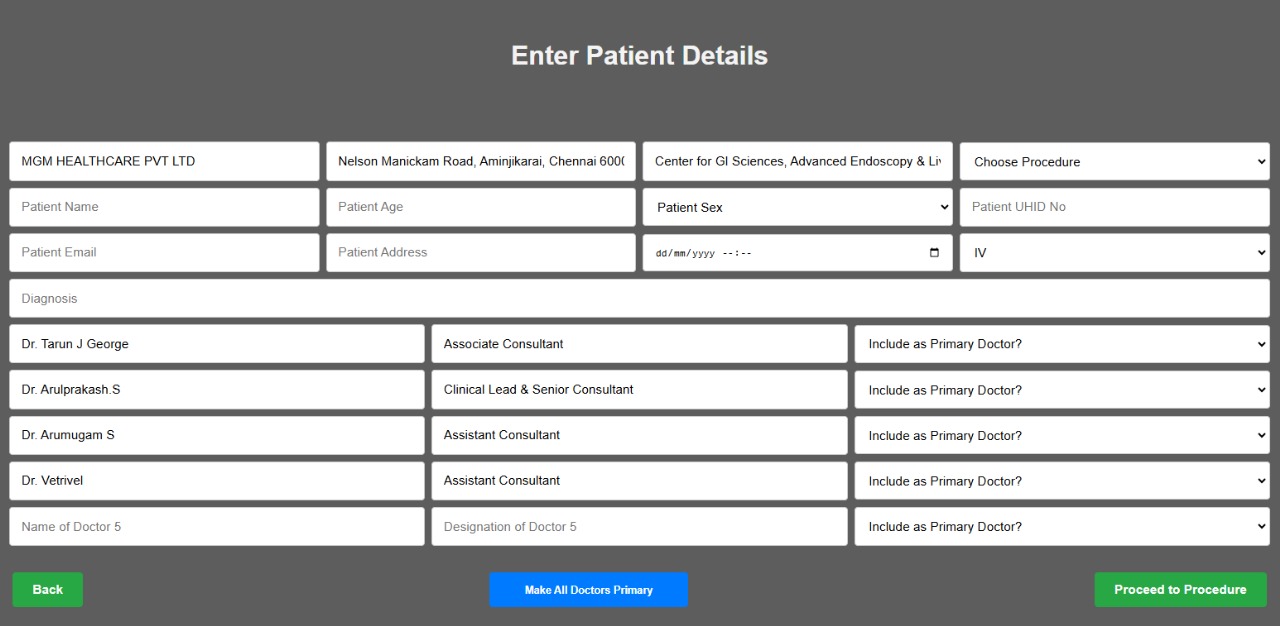 Enter Patient Details
MGM HEALTHCARE PVT LTD Nelson Manickam Road, Aminjikarai, Chennai 600 Center for GI Sciences, Advanced Endoscopy & Liv Choose Procedure
Patient Name Patient Age Patient Sex Patient UHID No
Patient Email Patient Address dd/mm/yyyy --:-- IV
Diagnosis
Dr. Tarun J George Associate Consultant Include as Primary Doctor?
Dr. Arulprakash.S Clinical Lead & Senior Consultant Include as Primary Doctor?
Dr. Arumugam S Assistant Consultant Include as Primary Doctor?
Dr. Vetrivel Assistant Consultant Include as Primary Doctor?
Name of Doctor 5 Designation of Doctor 5 Include as Primary Doctor?
Back Make All Doctors Primary Proceed to Procedure